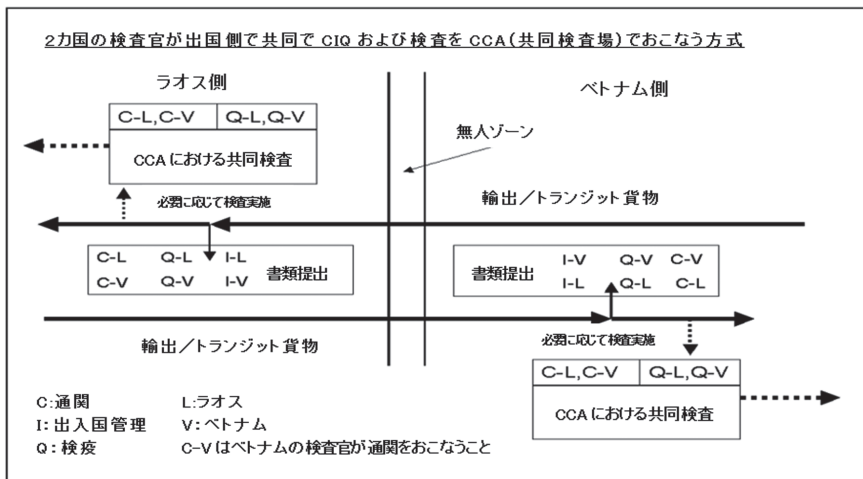 2カ国の検査官が出国側で共同で CIQ および検査を CCA(共同検査場)でおこなう方式
ラオス側
ベトナム側
C-L,C-V Q-L,Q-V
CCA における共同検査
無人ゾーン
必要に応じて検査実施
輸出/トランジット貨物
C-L Q-L I-L
C-V Q-V I-V
書類提出
書類提出
I-V Q-V C-V
I-L Q-L C-L
輸出/トランジット貨物
必要に応じて検査実施
C-L,C-V Q-L,Q-V
CCA における共同検査
C:通関 L:ラオス
I:出入国管理 V:ベトナム
Q:検疫 C-Vはベトナムの検査官が通関をおこなうこと